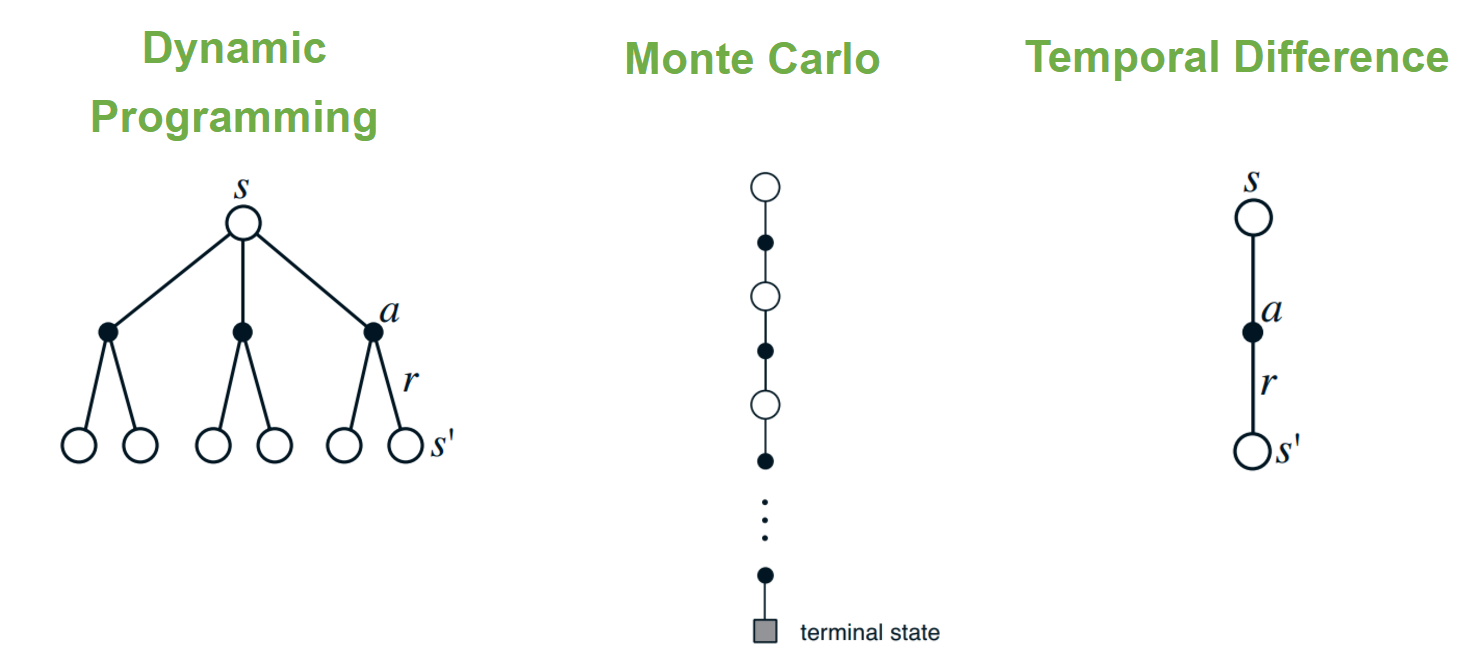 Dynamic
Programming
s
a
r
s'
Monte Carlo
terminal state
Temporal Difference
s
a
r
s'